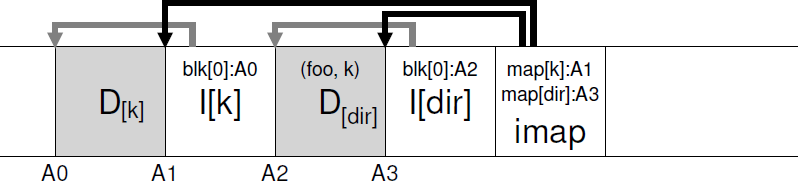 blk[0]:A0 (foo, k) blk[0]:A2 map[k]:A1
map[dir]:A3
D[k] I[k] D[dir] I[dir] imap
A0 A1 A2 A3